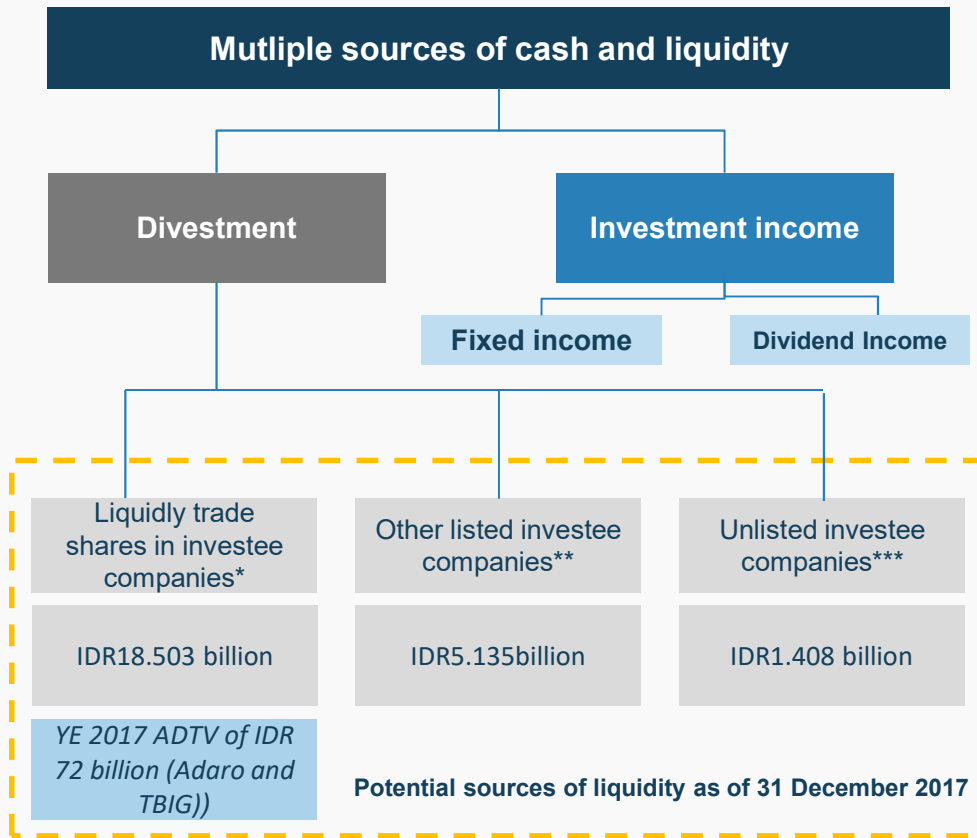 Mutliple sources of cash and liquidity
Divestment
Investment income
Fixed income
Dividend Income
Liquidly trade
shares in investee
companies*
Other listed investee
companies**
Unlisted investee
companies***
IDR18.503 billion
IDR5.135billion
IDR1.408 billion
YE 2017 ADTV of IDR
72 billion (Adaro and
TBIG))
Potential sources of liquidity as of 31 December 2017